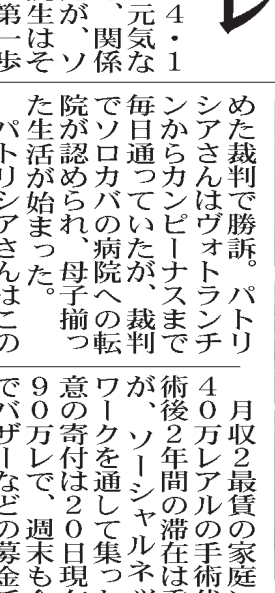 レ
４・１
元気な
、関係
が、ソ
生はそ
第一歩
めた裁判で勝訴。パトリ
シアさんはヴォトランチ
ンからカンピーナスまで
毎日通っていたが、裁判
でソロカバの病院への転
院が認められ、母子揃っ
た生活が始まった。
パトリシアさんはこの
月収２最賃の家庭
４０万レアルの手術
術後２年間の滞在は
が、ソーシャルネッ
ワークを通して集っ
意の寄付は２０日現
９０万レで、週末も
でバザーなどの募金